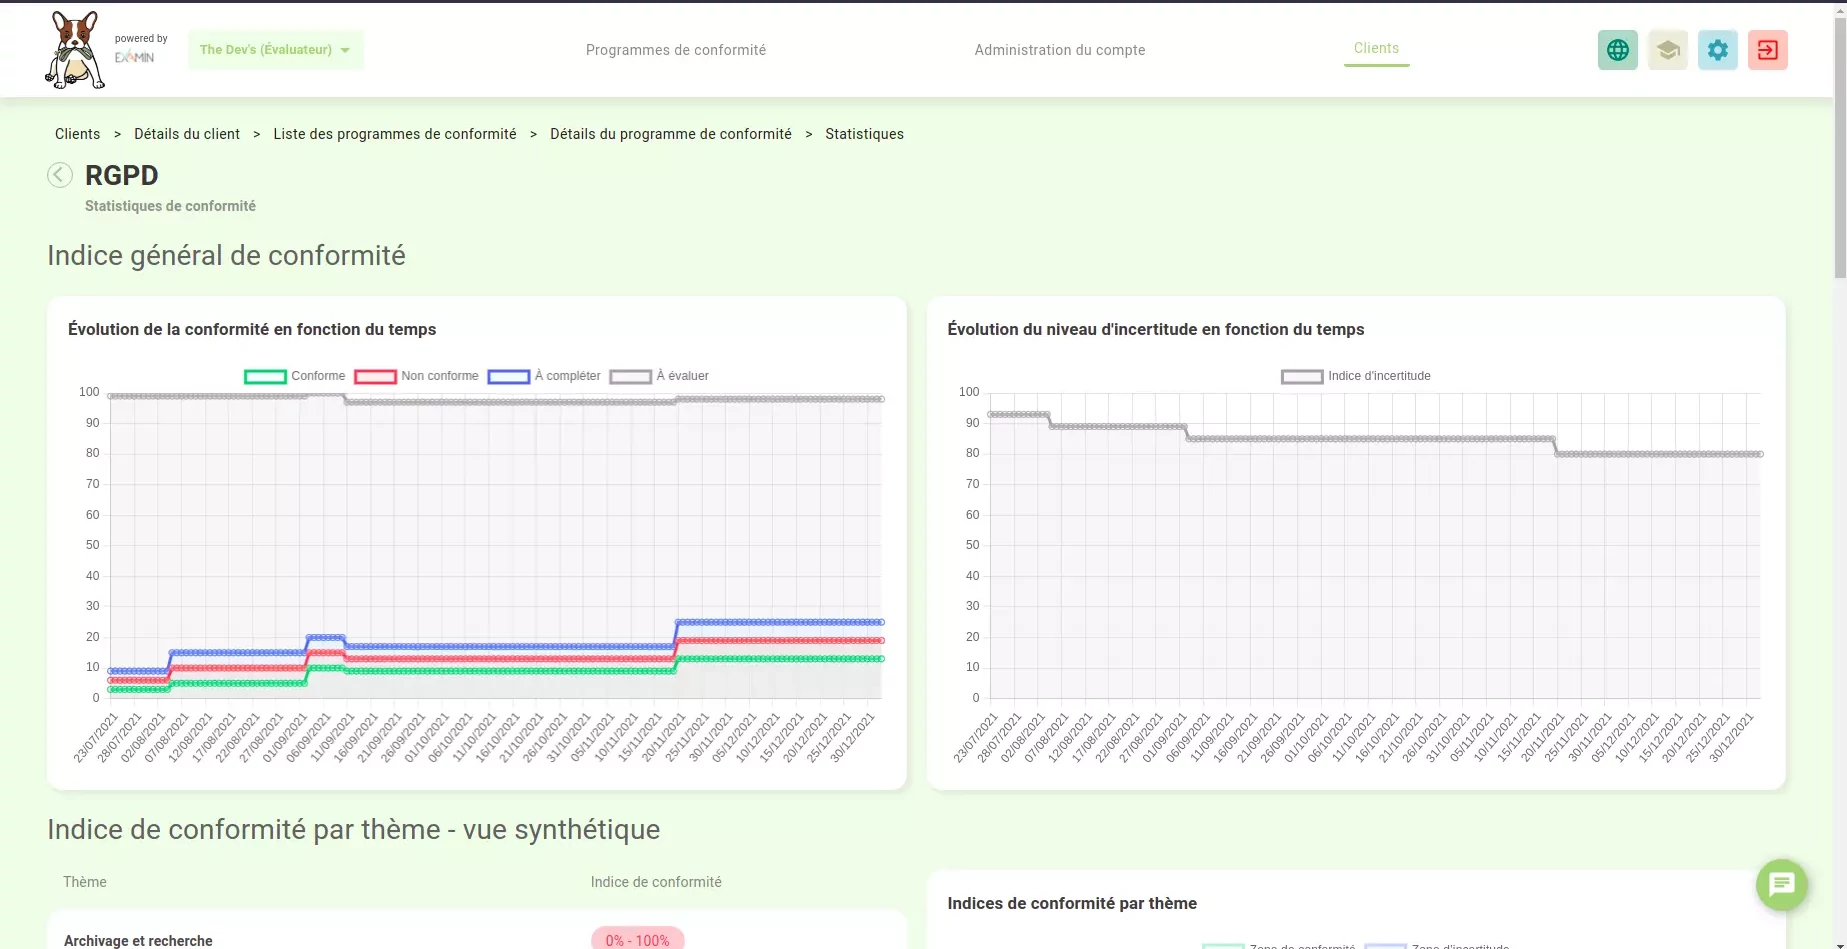 powered by
EXAMIN
The Dev's (Évaluateur)
Programmes de conformité
Administration du compte
Clients
Clients > Détails du client > Liste des programmes de conformité > Détails du programme de conformité > Statistiques
RGPD
Statistiques de conformité
Indice général de conformité
Évolution de la conformité en fonction du temps
Conforme Non conforme À compléter À évaluer
100
90
80
70
60
50
40
30
20
10
0
23/07/2021 28/07/2021 02/08/2021 07/08/2021 12/08/2021 17/08/2021 22/08/2021 27/08/2021 01/09/2021 06/09/2021 11/09/2021 16/09/2021 21/09/2021 26/09/2021 01/10/2021 06/10/2021 11/10/2021 16/10/2021 21/10/2021 26/10/2021 31/10/2021 05/11/2021 10/11/2021 15/11/2021 20/11/2021 25/11/2021 30/11/2021 05/12/2021 10/12/2021 15/12/2021 20/12/2021 25/12/2021 30/12/2021
Évolution du niveau d'incertitude en fonction du temps
Indice d'incertitude
100
90
80
70
60
50
40
30
20
10
0
23/07/2021 28/07/2021 02/08/2021 07/08/2021 12/08/2021 17/08/2021 22/08/2021 27/08/2021 01/09/2021 06/09/2021 11/09/2021 16/09/2021 21/09/2021 26/09/2021 01/10/2021 06/10/2021 11/10/2021 16/10/2021 21/10/2021 26/10/2021 31/10/2021 05/11/2021 10/11/2021 15/11/2021 20/11/2021 25/11/2021 30/11/2021 05/12/2021 10/12/2021 15/12/2021 20/12/2021 25/12/2021 30/12/2021
Indice de conformité par thème - vue synthétique
Thème
Indice de conformité
Archivage et recherche
0% - 100%
Indices de conformité par thème
Zone de conformité Zone d'incertitude